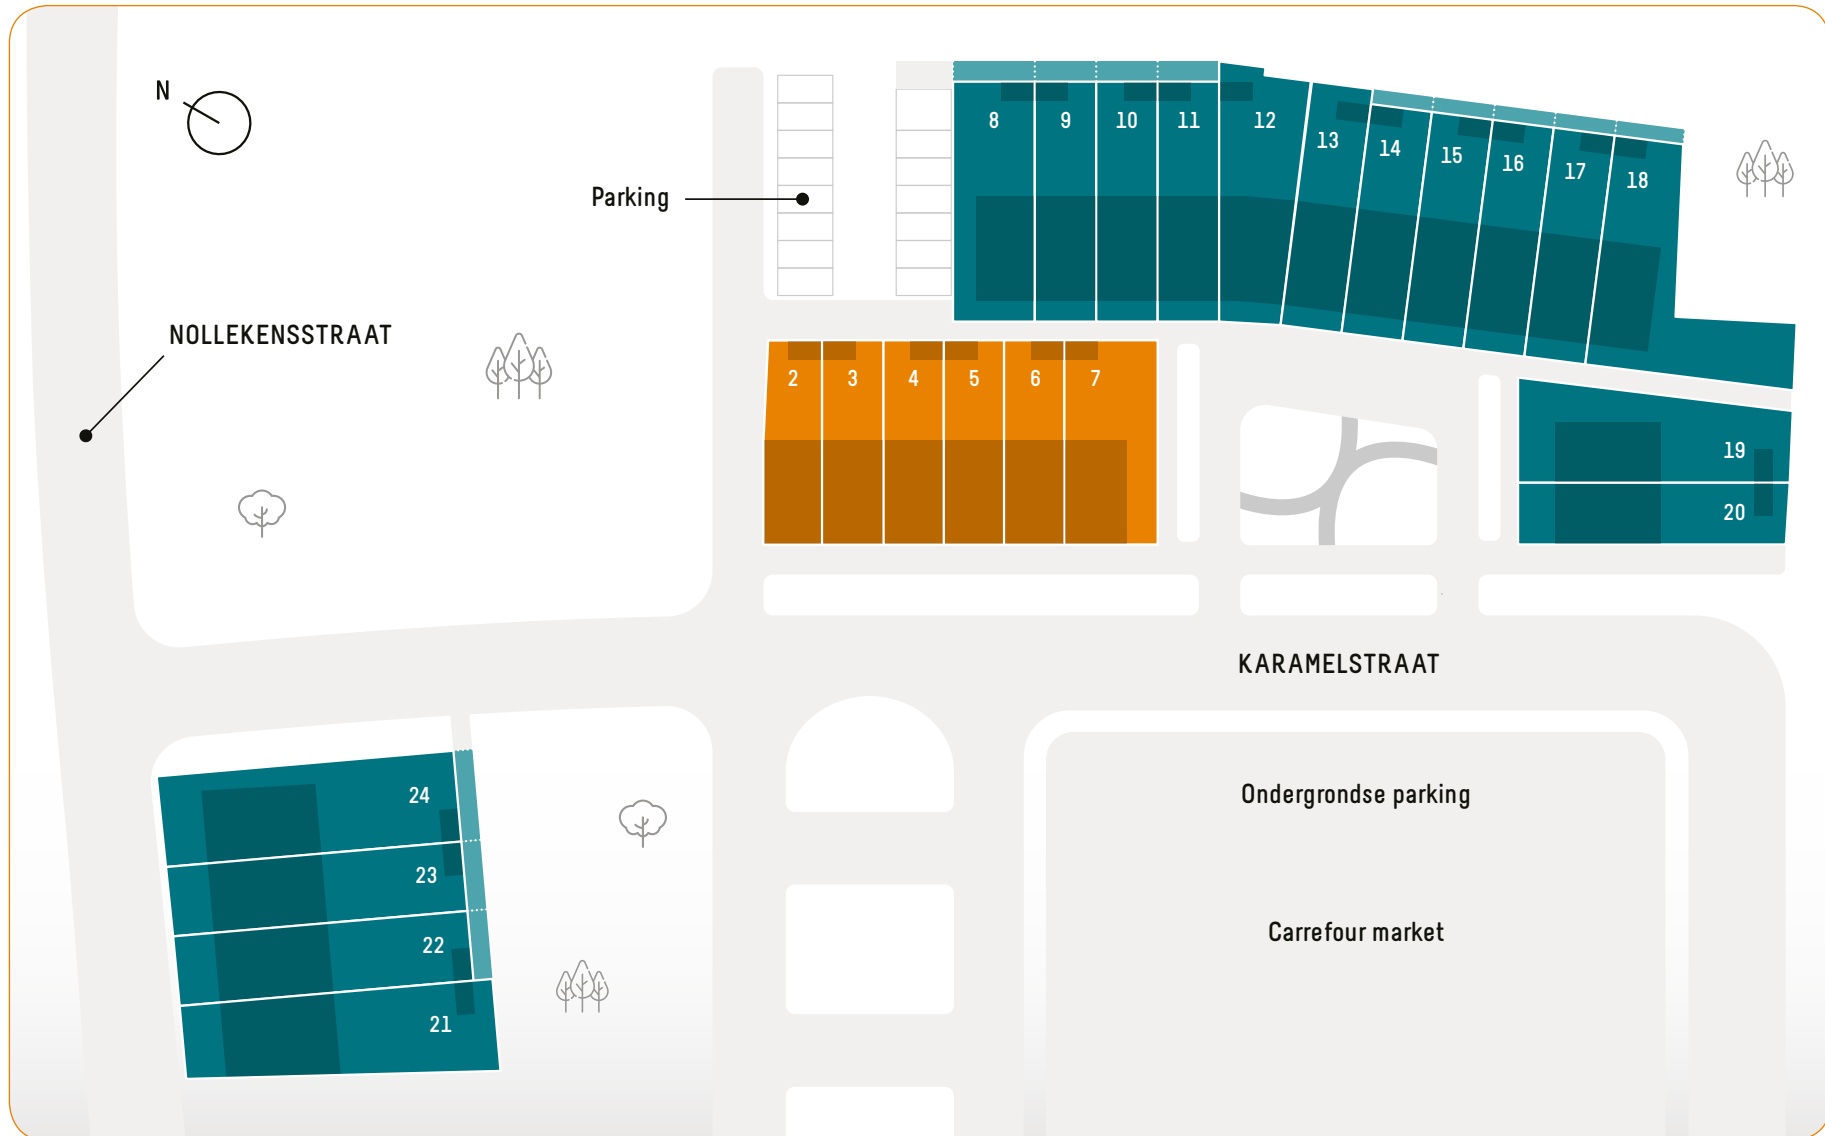 N
8 9 10 11 12 13 14 15 16 17 18
Parking
NOLLEKENSSTRAAT
2 3 4 5 6 7
19
20
KARAMELSTRAAT
24
Ondergrondse parking
23
Carrefour market
22
21